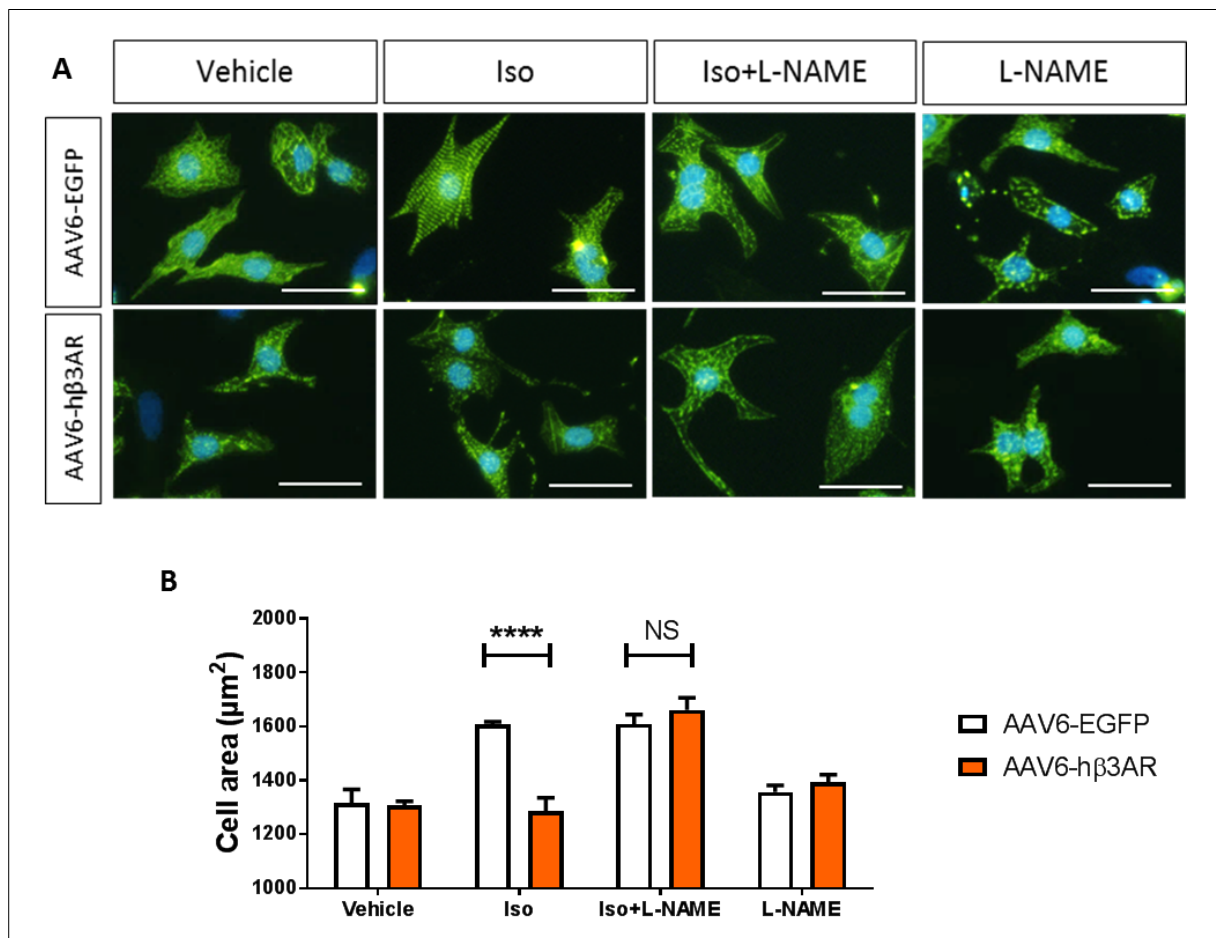 A
Vehicle
Iso
Iso+L-NAME
L-NAME
AAV6-EGFP
AAV6-hβ3AR
B
Cell area (µm²)
2000
1800
1600
1400
1200
1000
****
NS
Vehicle
Iso
Iso+L-NAME
L-NAME
AAV6-EGFP
AAV6-hβ3AR